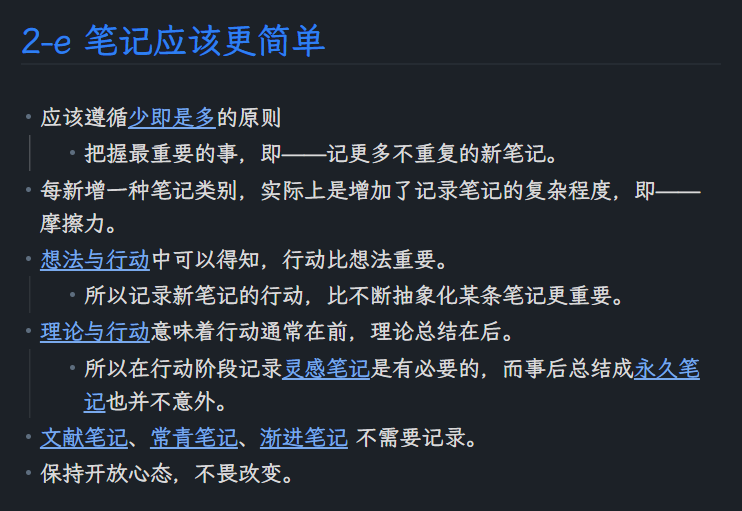 2-e 笔记应该更简单
应该遵循少即是多的原则
把握最重要的事，即——记更多不重复的新笔记。
每新增一种笔记类别，实际上是增加了记录笔记的复杂程度，即——
摩擦力。
想法与行动中可以得知，行动比想法重要。
所以记录新笔记的行动，比不断抽象化某条笔记更重要。
理论与行动意味着行动通常在前，理论总结在后。
所以在行动阶段记录灵感笔记是有必要的，而事后总结成永久笔
记也并不意外。
文献笔记、常青笔记、渐进笔记 不需要记录。
保持开放心态，不畏改变。